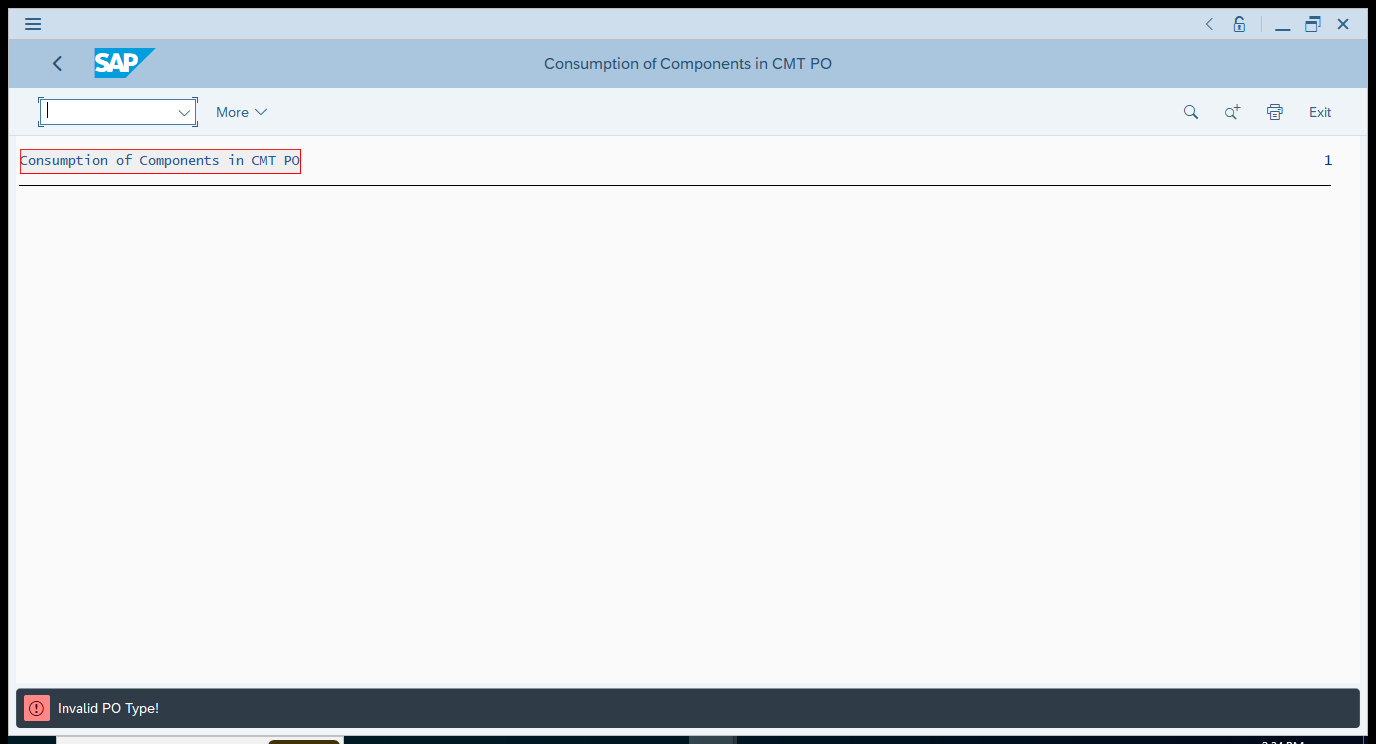 SAP
Consumption of Components in CMT PO
More
Exit
Consumption of Components in CMT PO 1
Invalid PO Type!